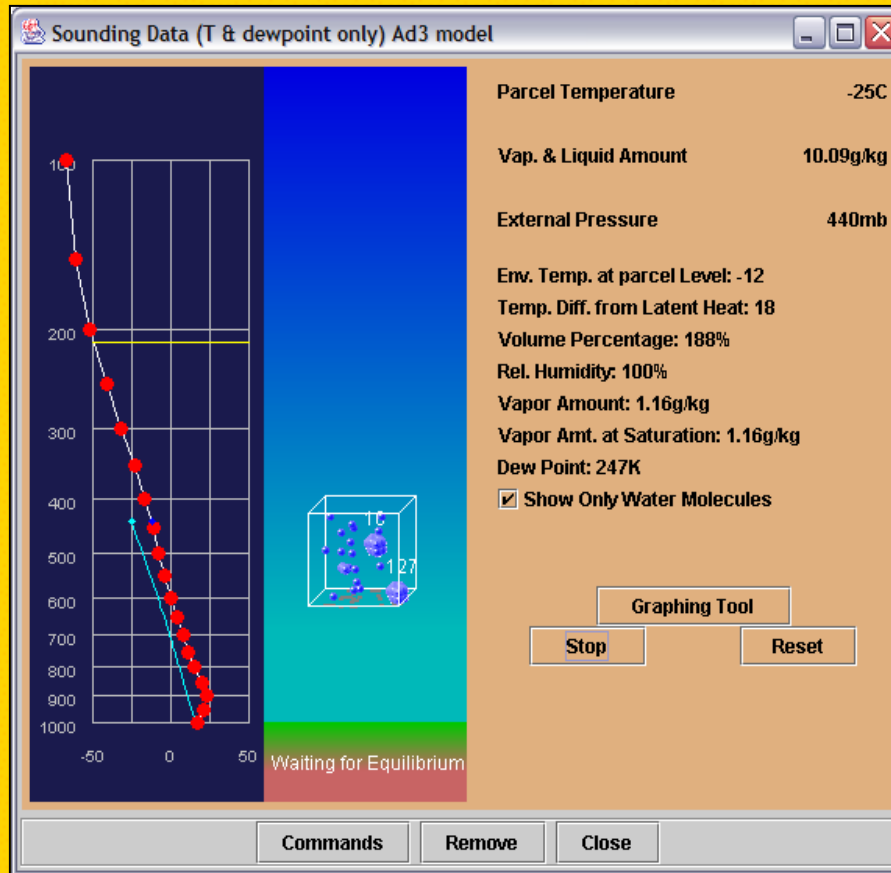 Sounding Data (T & dewpoint only) Ad3 model
Parcel Temperature -25C
Vap. & Liquid Amount 10.09g/kg
External Pressure 440mb
Env. Temp. at parcel Level: -12
Temp. Diff. from Latent Heat: 18
Volume Percentage: 188%
Rel. Humidity: 100%
Vapor Amount: 1.16g/kg
Vapor Amt. at Saturation: 1.16g/kg
Dew Point: 247K
Show Only Water Molecules
Graphing Tool
Stop Reset
100
200
300
400
500
600
700
800
900
1000
-50 0 50
127
Waiting for Equilibrium
Commands Remove Close